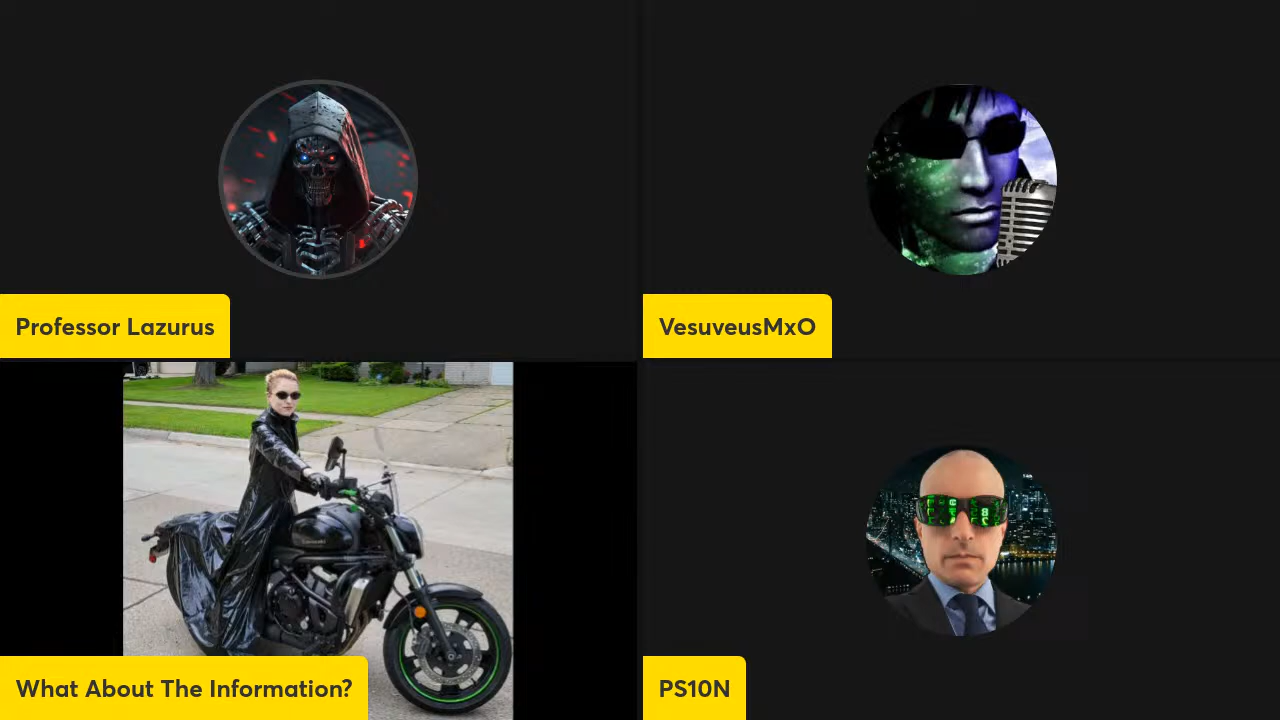 Professor Lazurus
VesuveusMxO
What About The Information?
PS10N